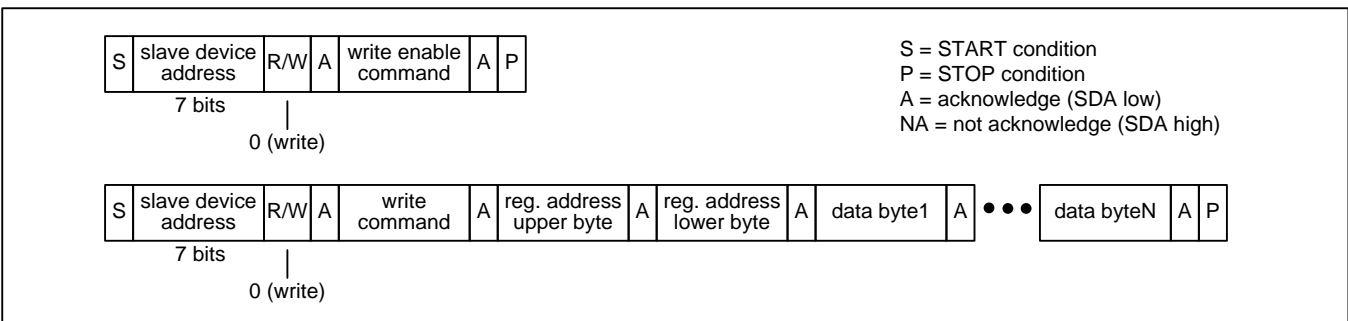 S slave device address R/W A write enable command A P
7 bits
0 (write)
S = START condition
P = STOP condition
A = acknowledge (SDA low)
NA = not acknowledge (SDA high)
S slave device address R/W A write command A reg. address upper byte A reg. address lower byte A data byte1 A ••• data byteN A P
7 bits
0 (write)